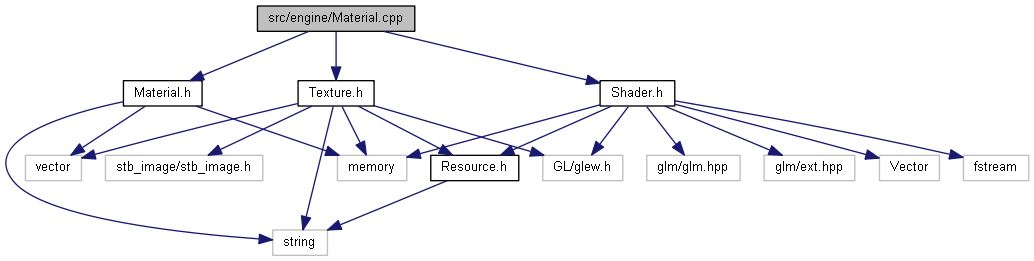 src/engine/Material.cpp
Material.h
Texture.h
Shader.h
vector
stb_image/stb_image.h
memory
Resource.h
GL/glew.h
glm/glm.hpp
glm/ext.hpp
Vector
fstream
string